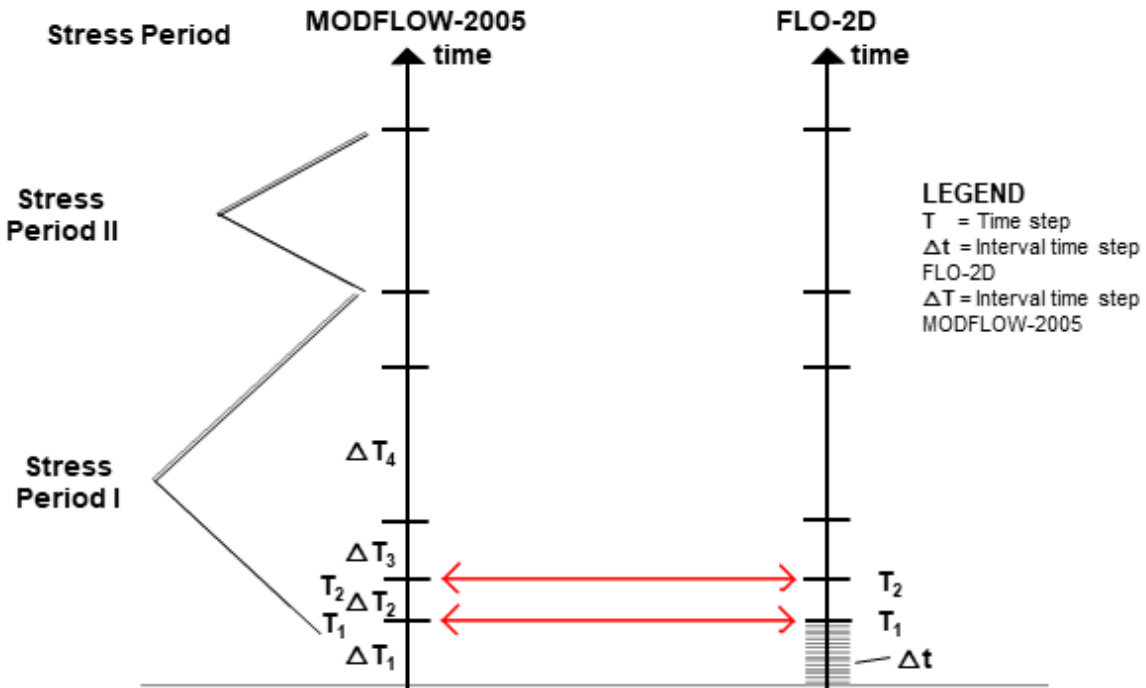 Stress Period
MODFLOW-2005
time
FLO-2D
time
Stress
Period II
LEGEND
T = Time step
Δt = Interval time step
FLO-2D
ΔT = Interval time step
MODFLOW-2005
Stress
Period I
ΔT₄
ΔT₃
T₂
ΔT₂
T₁
ΔT₁
T₂
T₁
Δt